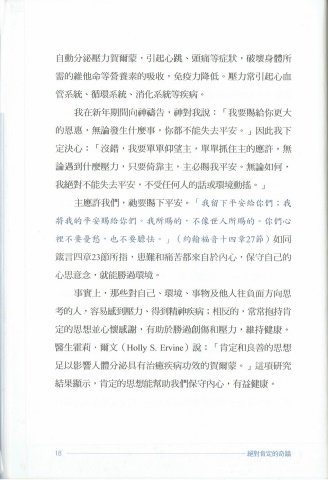 自動分泌壓力賀爾蒙，引起心跳、頭痛等症狀，破壞身體所
需的維他命等營養素的吸收，免疫力降低。壓力常引起心血
管系統、循環系統、消化系統等疾病。
我在新年期間向神禱告，神對我說：「我要賜給你更大
的恩惠，無論發生什麼事，你都不能失去平安。」因此我下
定決心：「沒錯，我要單單仰望主，單單抓住主的應許。無
論遇到什麼壓力，只要倚靠主，主必賜我平安。無論如何，
我絕對不能失去平安，不受任何人的話或環境動搖。」
主應許我們，祂要賜下平安。「我留下平安給你們；我
將我的平安賜給你們。我所賜的，不像世人所賜的。你們心
裡不要憂愁，也不要膽怯。」（約翰福音十四章27節）如同
箴言四章23節所指，患難和痛苦都來自於內心，保守自己的
心思意念，就能勝過環境。
事實上，那些對自己、環境、事物及他人往負面方向思
考的人，容易感到壓力、得到精神疾病；相反的，常常抱持肯
定的思想並心懷感謝，有助於勝過創傷和壓力，維持健康。
醫生霍莉．爾文（Holly S. Ervine）說：「肯定和良善的思想
足以影響人體分泌具有治癒疾病功效的賀爾蒙。」這項研究
結果顯示，肯定的思想能幫助我們保守內心，有益健康。
18 絕對肯定的奇蹟